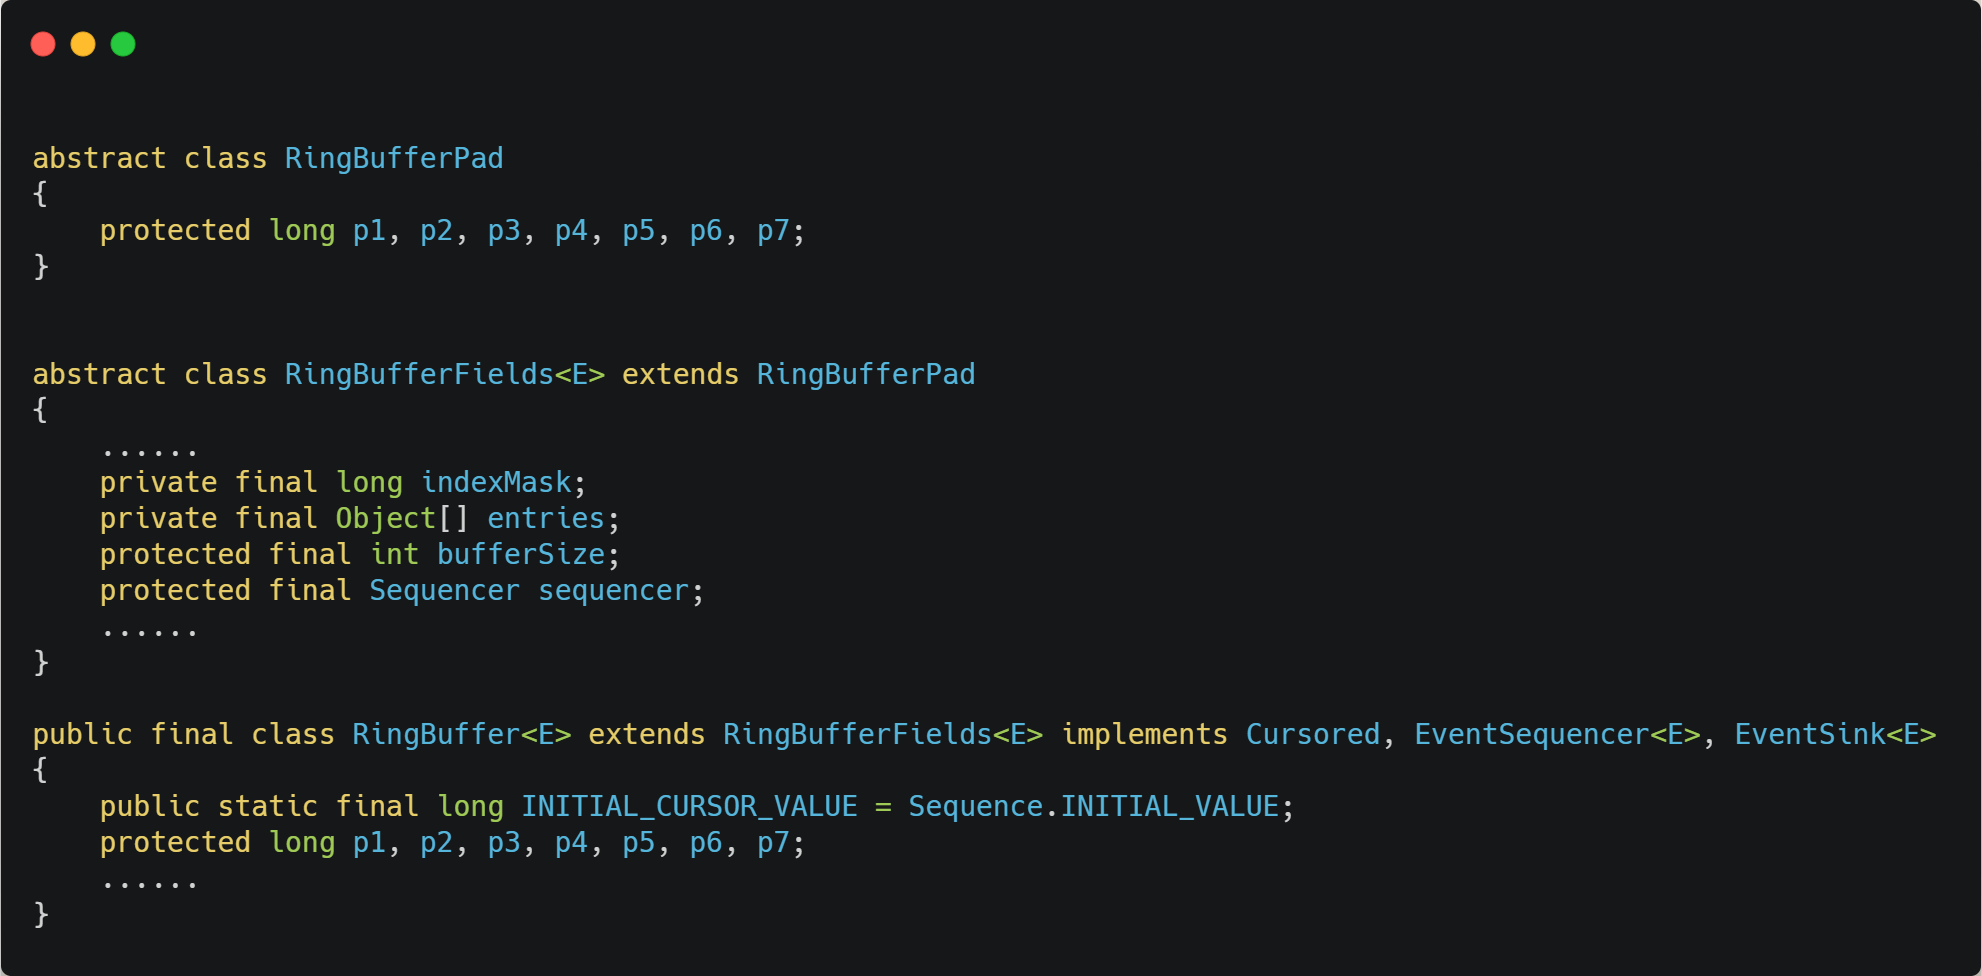 abstract class RingBufferPad
{
    protected long p1, p2, p3, p4, p5, p6, p7;
}
abstract class RingBufferFields<E> extends RingBufferPad
{
    ......
    private final long indexMask;
    private final Object[] entries;
    protected final int bufferSize;
    protected final Sequencer sequencer;
    ......
}
public final class RingBuffer<E> extends RingBufferFields<E> implements Cursored, EventSequencer<E>, EventSink<E>
{
    public static final long INITIAL_CURSOR_VALUE = Sequence.INITIAL_VALUE;
    protected long p1, p2, p3, p4, p5, p6, p7;
    ......
}